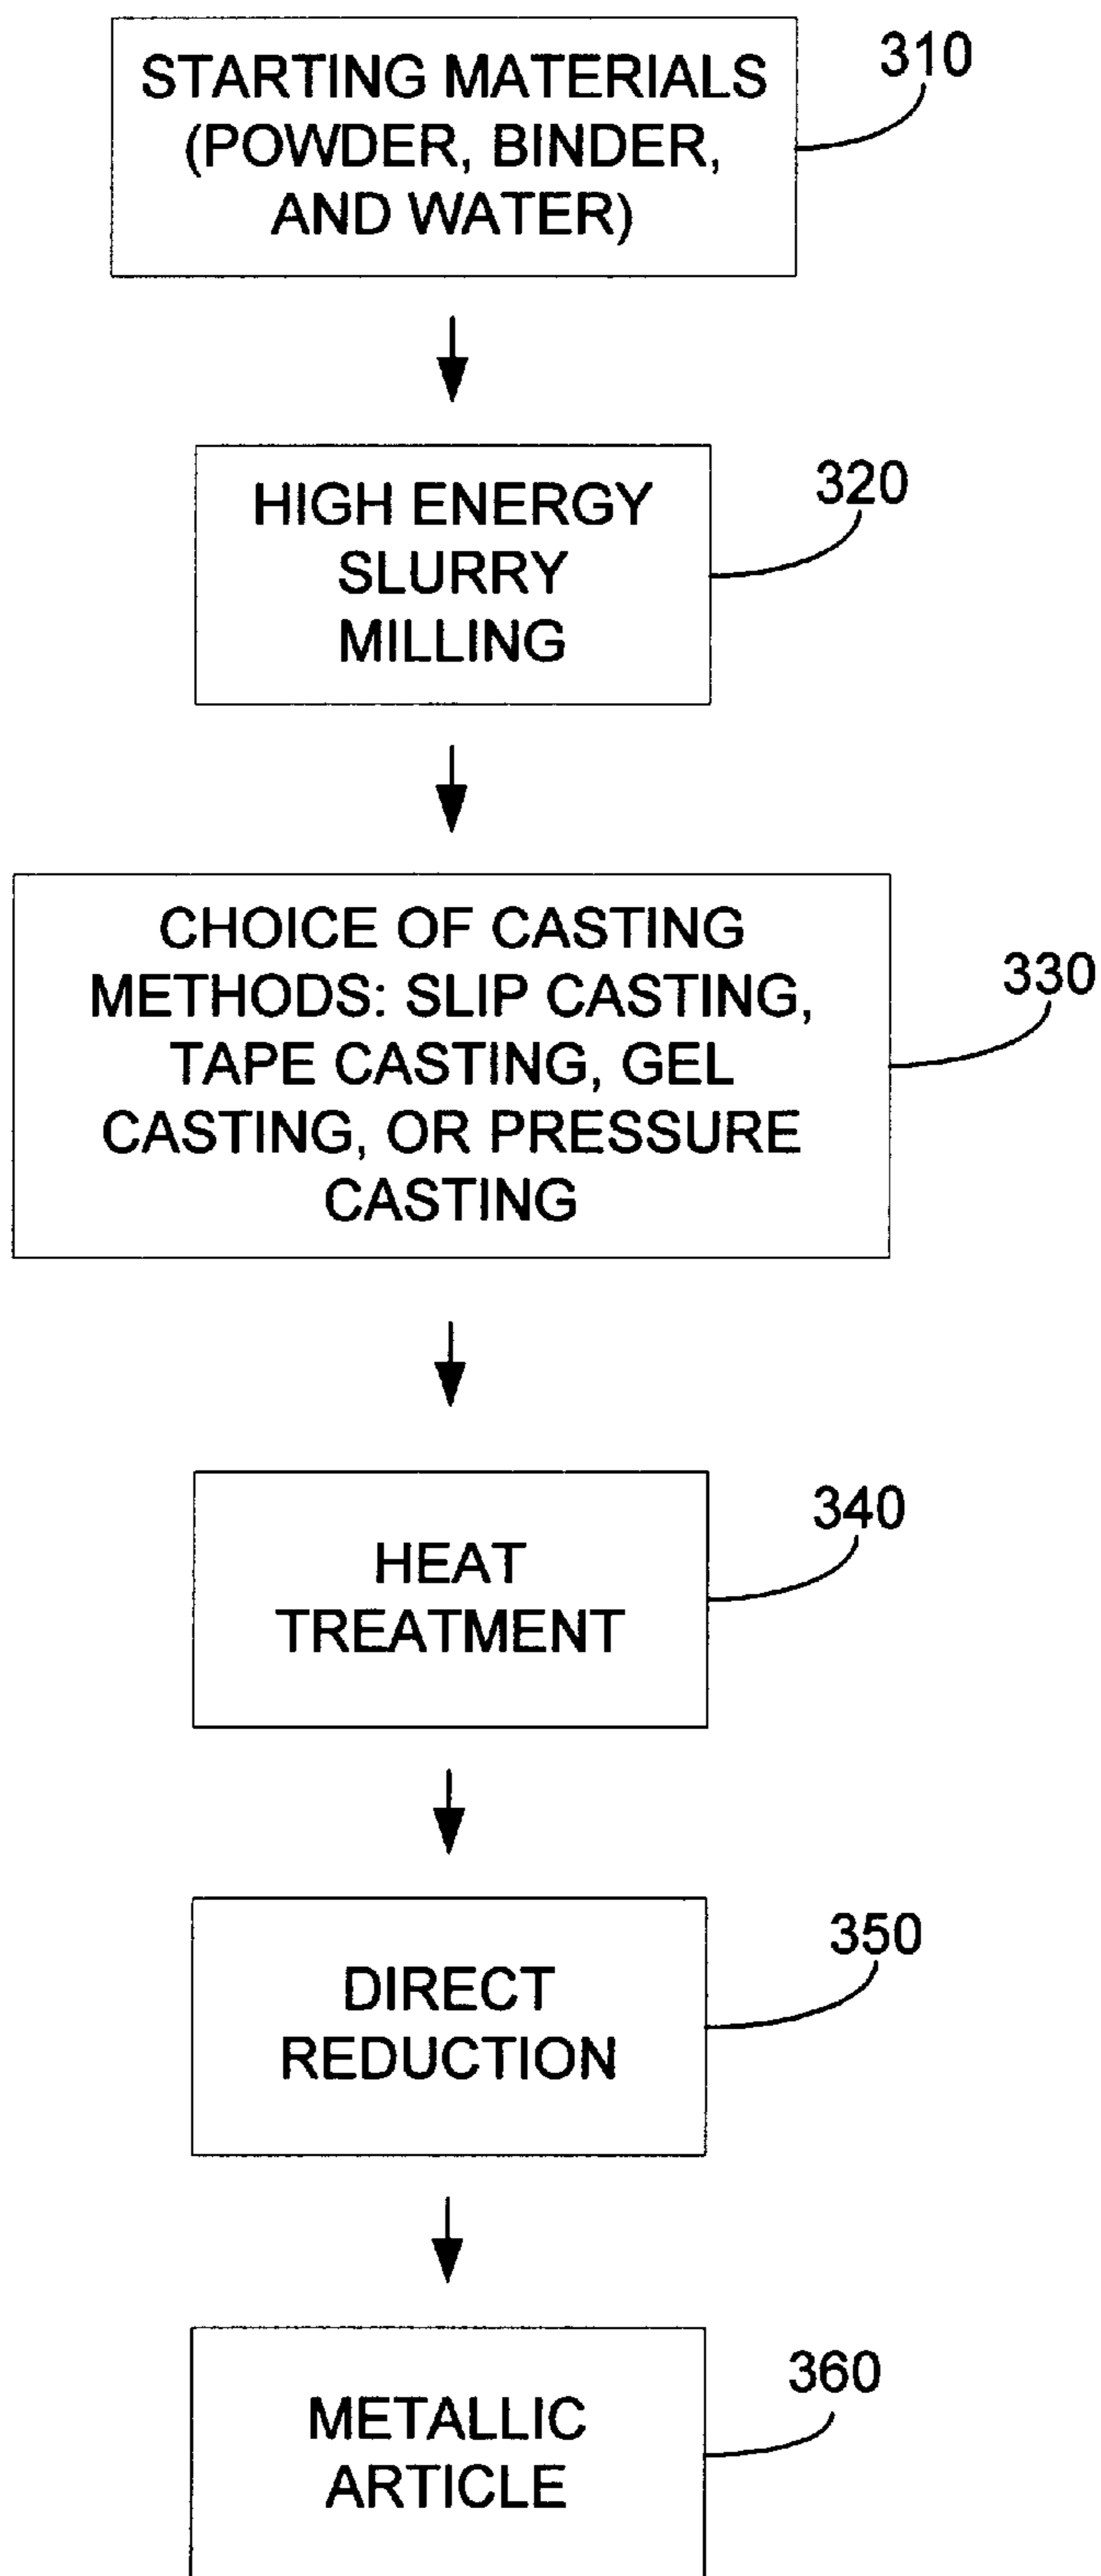 STARTING MATERIALS
(POWDER, BINDER,
AND WATER)
310
HIGH ENERGY
SLURRY
MILLING
320
CHOICE OF CASTING
METHODS: SLIP CASTING,
TAPE CASTING, GEL
CASTING, OR PRESSURE
CASTING
330
HEAT
TREATMENT
340
DIRECT
REDUCTION
350
METALLIC
ARTICLE
360